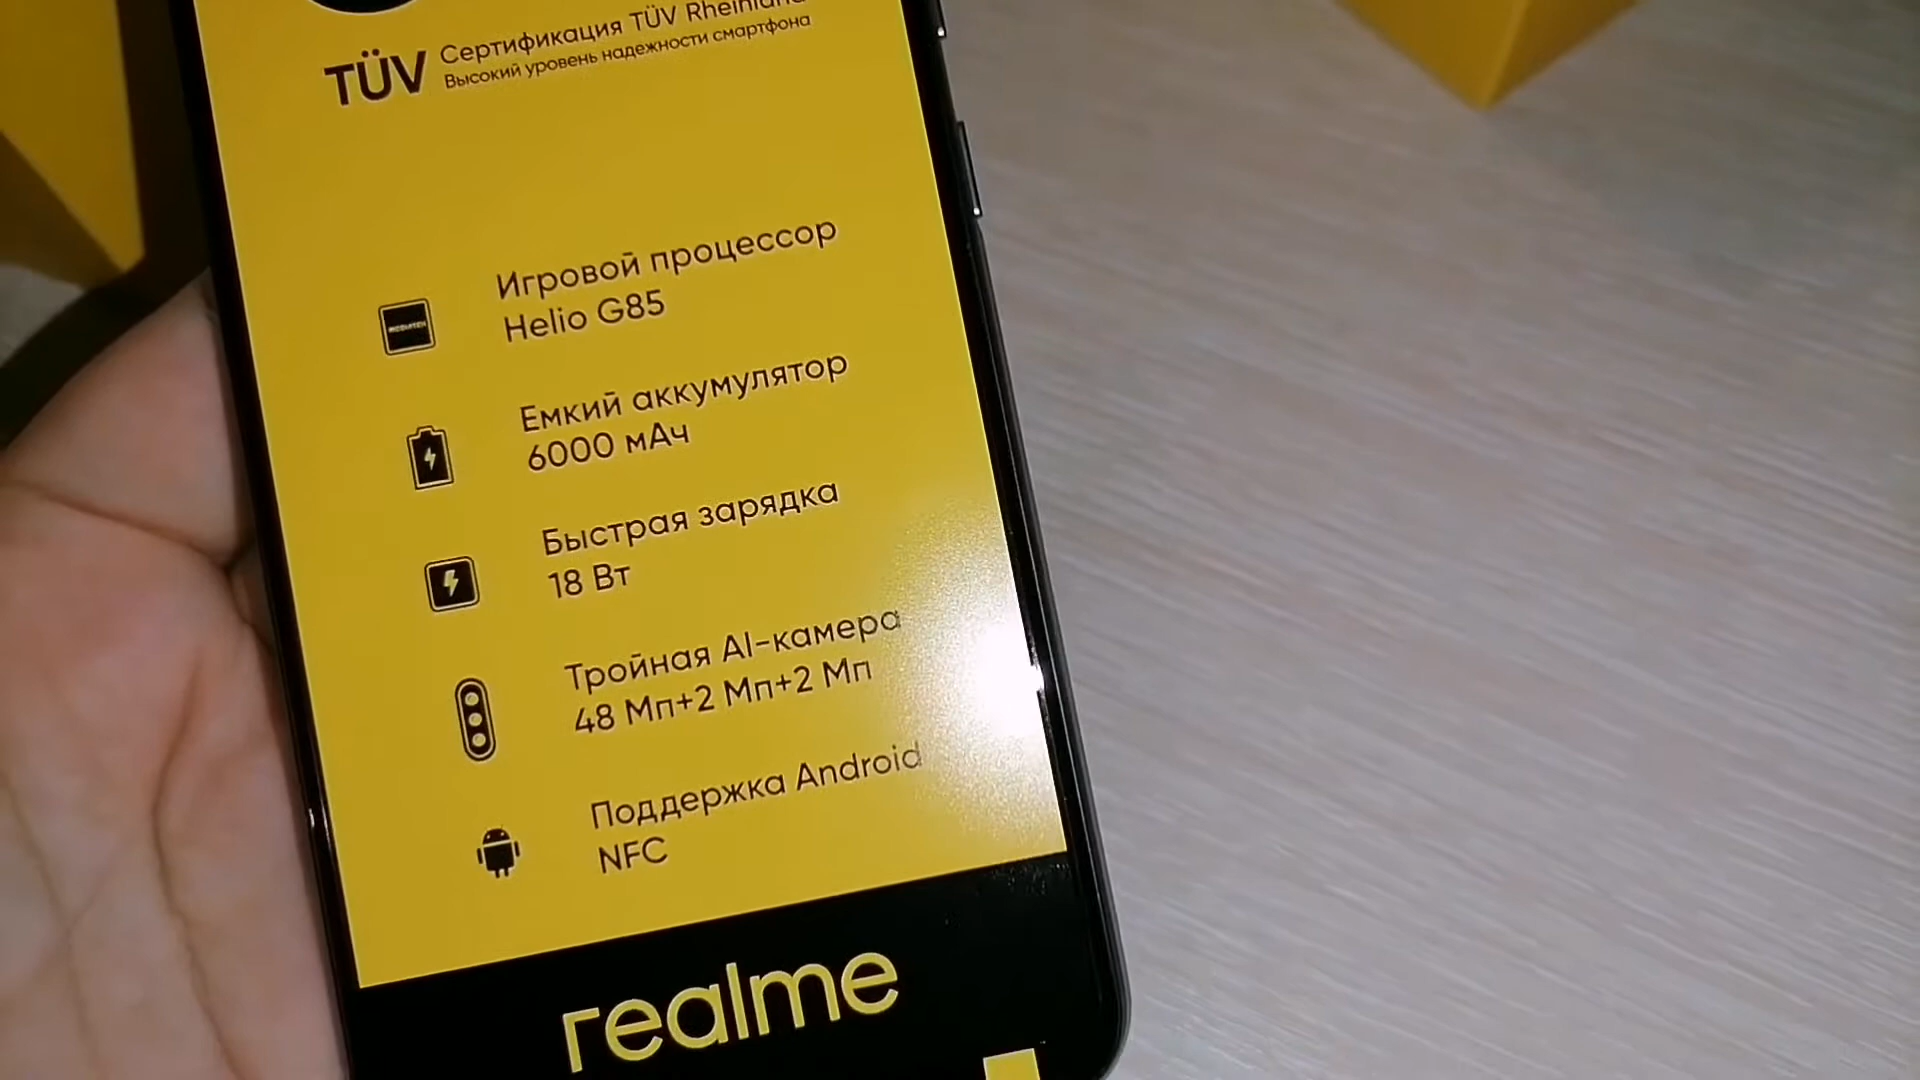 TÜV
Сертификация TÜV Rheinland
Высокий уровень надежности смартфона
Игровой процессор
Helio G85
MEDIATEK
Емкий аккумулятор
6000 мАч
Быстрая зарядка
18 Вт
Тройная AI-камера
48 Мп+2 Мп+2 Мп
Поддержка Android
NFC
realme